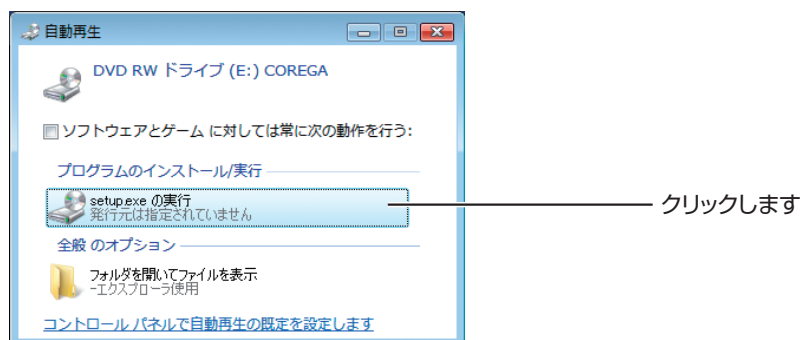 自動再生
DVD RW ドライブ (E:) COREGA
ソフトウェアとゲーム に対しては常に次の動作を行う:
プログラムのインストール/実行
setup.exe の実行
発行元は指定されていません
クリックします
全般 のオプション
フォルダを開いてファイルを表示
-エクスプローラ使用
コントロール パネルで自動再生の既定を設定します